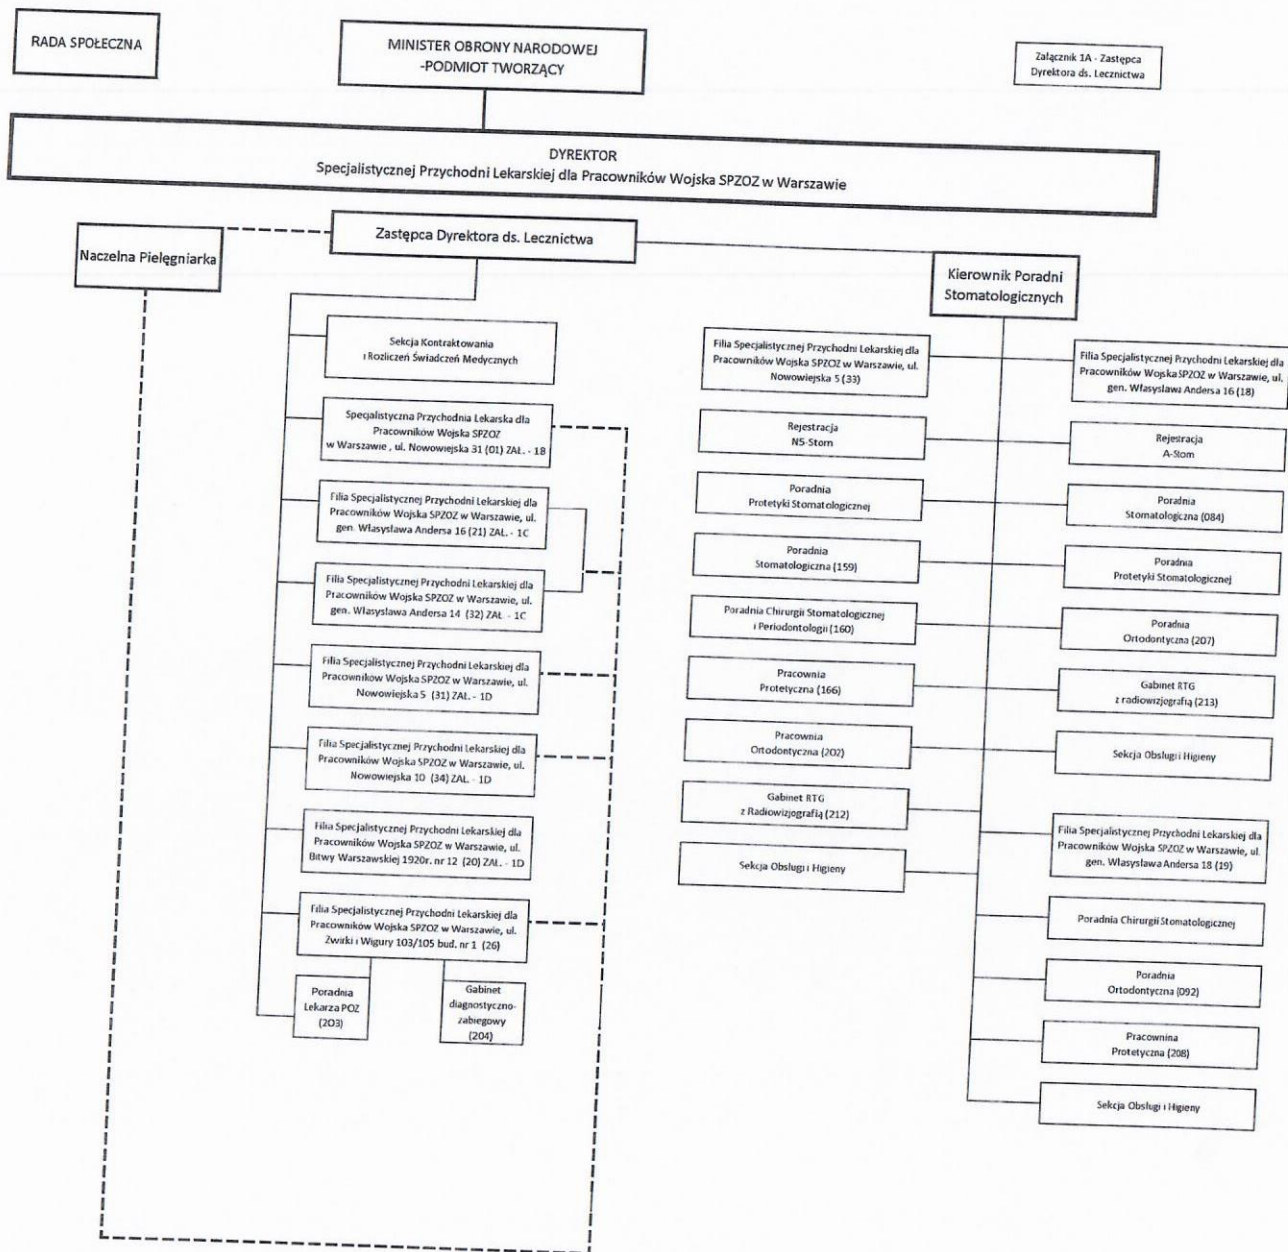 RADA SPOŁECZNA
MINISTER OBRONY NARODOWEJ
-PODMIOT TWORZĄCY
Załącznik 1A - Zastępca
Dyrektora ds. Lecznictwa
DYREKTOR
Specjalistycznej Przychodni Lekarskiej dla Pracowników Wojska SPZOZ w Warszawie
Naczelna Pielęgniarka
Zastępca Dyrektora ds. Lecznictwa
Kierownik Poradni
Stomatologicznych
Sekcja Kontraktowania
i Rozliczeń Świadczeń Medycznych
Specjalistyczna Przychodnia Lekarska dla
Pracowników Wojska SPZOZ
w Warszawie , ul. Nowowiejska 31 (01) ZAŁ. - 1B
Filia Specjalistycznej Przychodni Lekarskiej dla
Pracowników Wojska SPZOZ w Warszawie, ul.
gen. Własysława Andersa 16 (21) ZAŁ. - 1C
Filia Specjalistycznej Przychodni Lekarskiej dla
Pracowników Wojska SPZOZ w Warszawie, ul.
gen. Własysława Andersa 14 (32) ZAŁ. - 1C
Filia Specjalistycznej Przychodni Lekarskiej dla
Pracowników Wojska SPZOZ w Warszawie, ul.
Nowowiejska 5 (31) ZAŁ. - 1D
Filia Specjalistycznej Przychodni Lekarskiej dla
Pracowników Wojska SPZOZ w Warszawie, ul.
Nowowiejska 10 (34) ZAŁ. - 1D
Filia Specjalistycznej Przychodni Lekarskiej dla
Pracowników Wojska SPZOZ w Warszawie, ul.
Bitwy Warszawskiej 1920r. nr 12 (20) ZAŁ. - 1D
Filia Specjalistycznej Przychodni Lekarskiej dla
Pracowników Wojska SPZOZ w Warszawie, ul.
Żwirki i Wigury 103/105 bud. nr 1 (26)
Poradnia
Lekarza POZ
(203)
Gabinet
diagnostyczno-
zabiegowy
(204)
Filia Specjalistycznej Przychodni Lekarskiej dla
Pracowników Wojska SPZOZ w Warszawie, ul.
Nowowiejska 5 (33)
Rejestracja
N5-Stom
Poradnia
Protetyki Stomatologicznej
Poradnia
Stomatologiczna (159)
Poradnia Chirurgii Stomatologicznej
i Periodontologii (160)
Pracownia
Protetyczna (166)
Pracownia
Ortodontyczna (202)
Gabinet RTG
z Radiowizjografią (212)
Sekcja Obsługi i Higieny
Filia Specjalistycznej Przychodni Lekarskiej dla
Pracowników Wojska SPZOZ w Warszawie, ul.
gen. Własysława Andersa 16 (18)
Rejestracja
A-Stom
Poradnia
Stomatologiczna (084)
Poradnia
Protetyki Stomatologicznej
Poradnia
Ortodontyczna (207)
Gabinet RTG
z radiowizjografią (213)
Sekcja Obsługi i Higieny
Filia Specjalistycznej Przychodni Lekarskiej dla
Pracowników Wojska SPZOZ w Warszawie, ul.
gen. Własysława Andersa 18 (19)
Poradnia Chirurgii Stomatologicznej
Poradnia
Ortodontyczna (092)
Pracownina
Protetyczna (208)
Sekcja Obsługi i Higieny